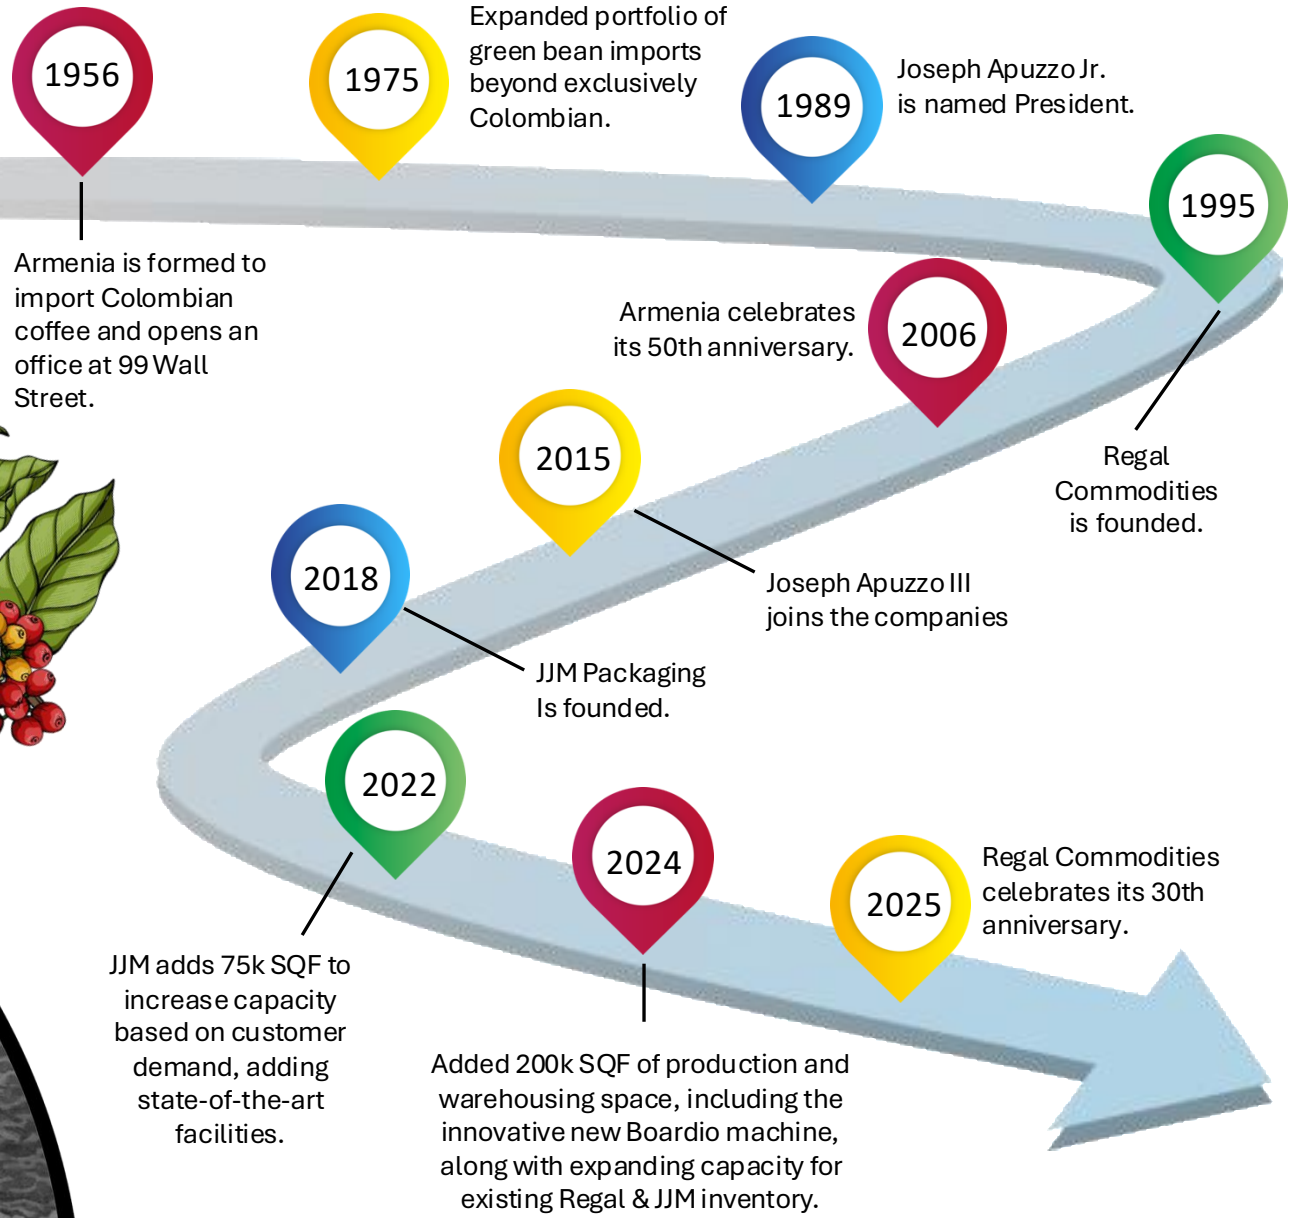 1956
Armenia is formed to
import Colombian
coffee and opens an
office at 99 Wall
Street.
1975
Expanded portfolio of
green bean imports
beyond exclusively
Colombian.
1989
Joseph Apuzzo Jr.
is named President.
1995
Regal
Commodities
is founded.
2006
Armenia celebrates
its 50th anniversary.
2015
Joseph Apuzzo III
joins the companies
2018
JJM Packaging
Is founded.
2022
JJM adds 75k SQF to
increase capacity
based on customer
demand, adding
state-of-the-art
facilities.
2024
Added 200k SQF of production and
warehousing space, including the
innovative new Boardio machine,
along with expanding capacity for
existing Regal & JJM inventory.
2025
Regal Commodities
celebrates its 30th
anniversary.